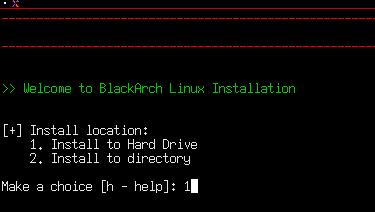 >> Welcome to BlackArch Linux Installation
[+] Install location:
1. Install to Hard Drive
2. Install to directory
Make a choice [h - help]: 1